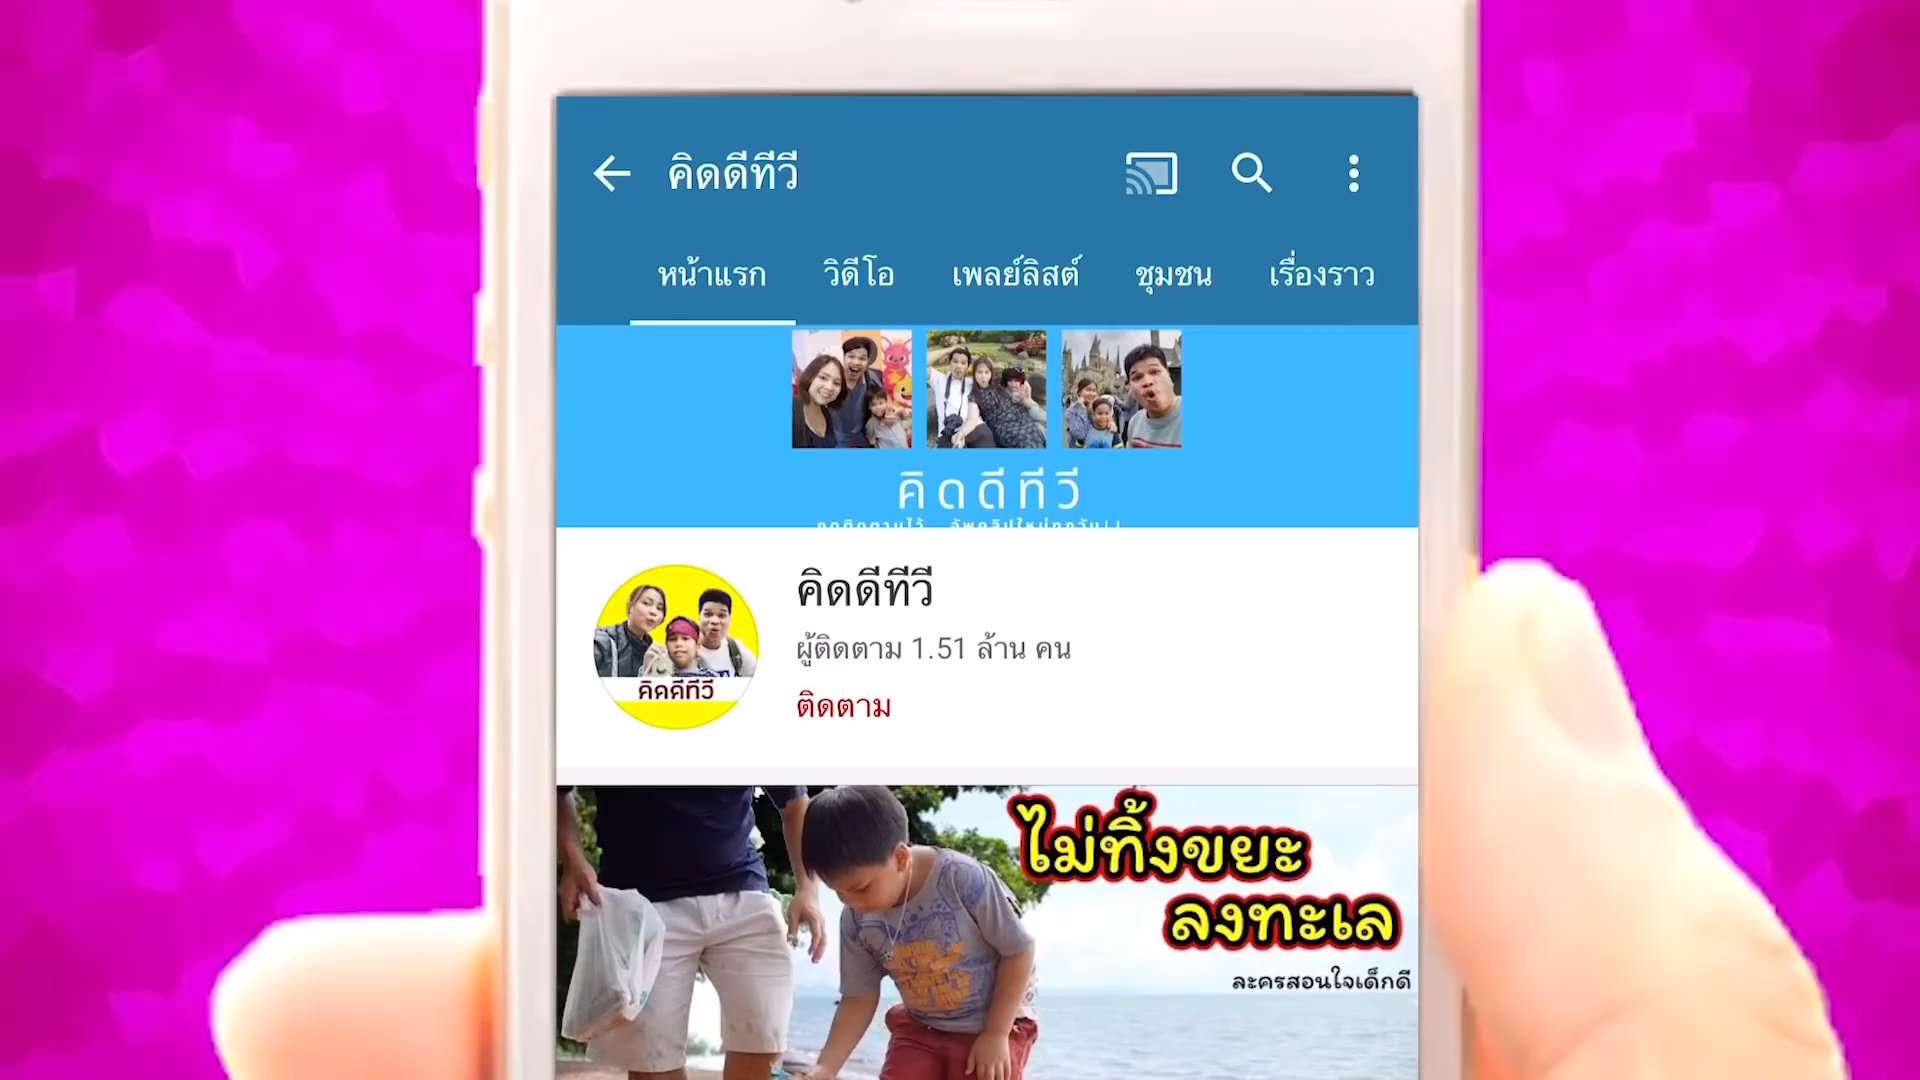 คิดดีทีวี
หน้าแรก วิดีโอ เพลย์ลิสต์ ชุมชน เรื่องราว
คิดดีทีวี
คิดดีทีวี
ผู้ติดตาม 1.51 ล้าน คน
ติดตาม
คิดดีทีวี
ไม่ทิ้งขยะ
ลงทะเล
ละครสอนใจเด็กดี